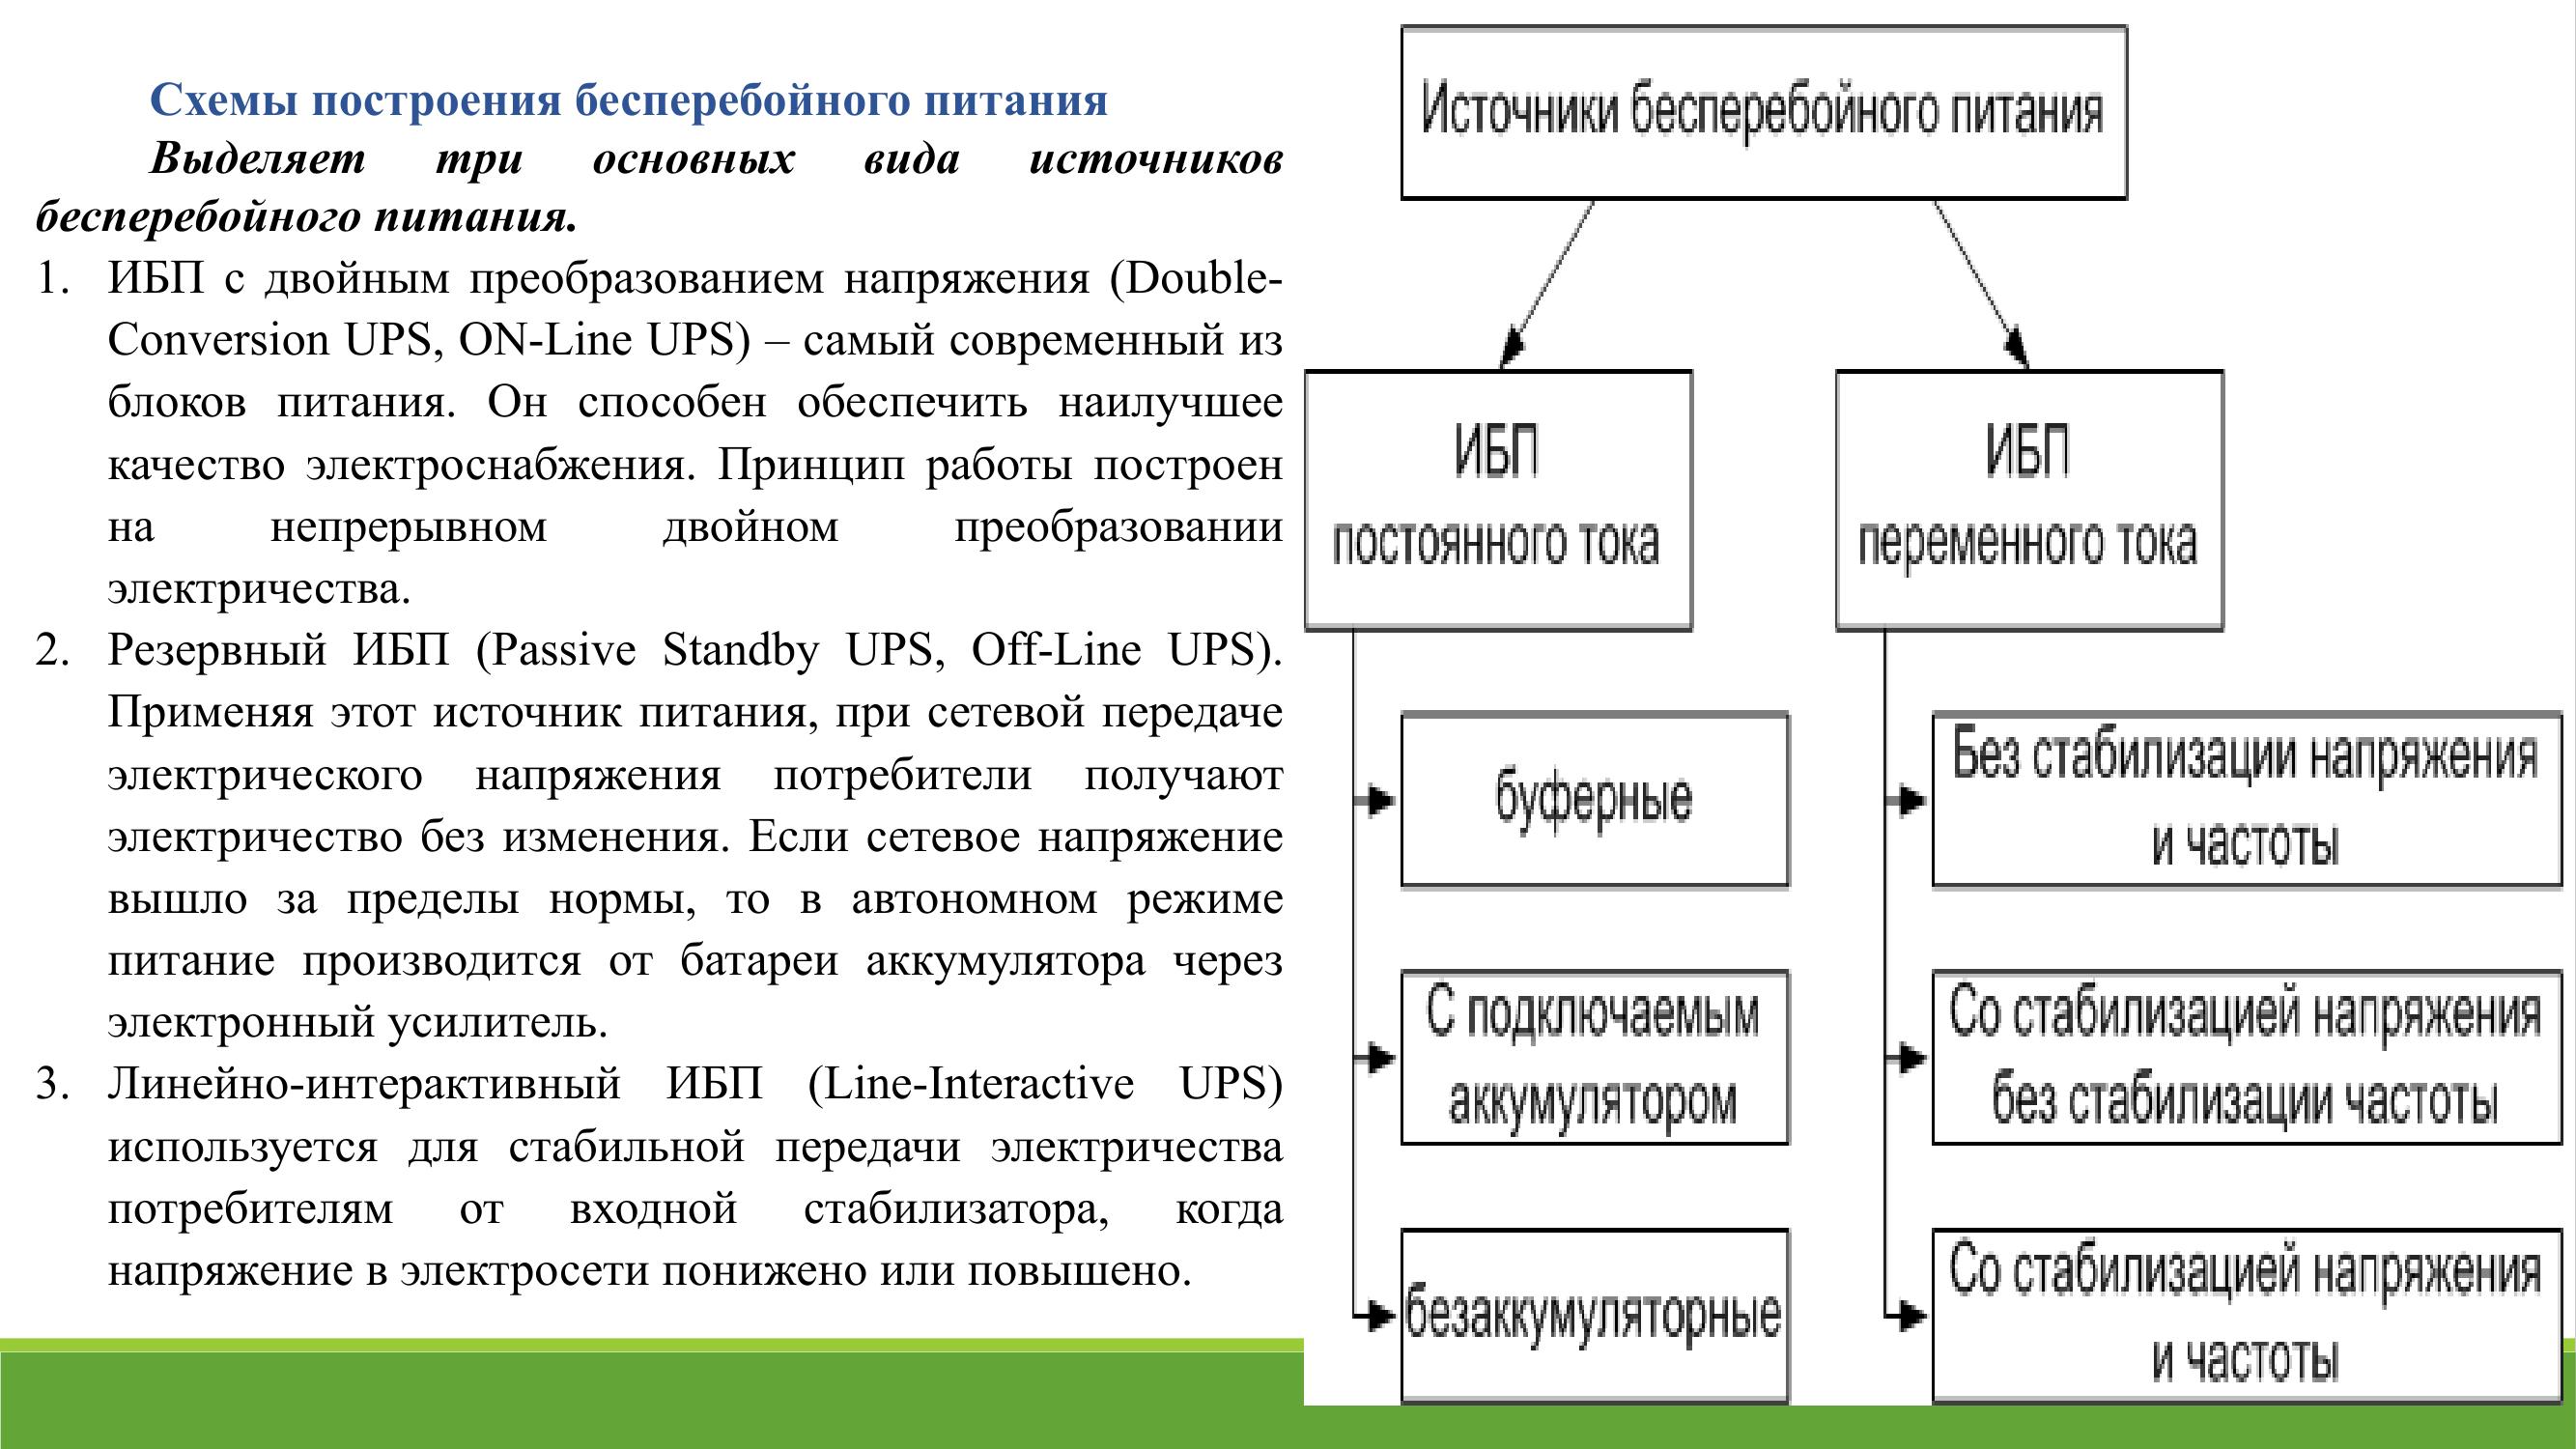 Схемы построения бесперебойного питания
Выделяет три основных вида источников
бесперебойного питания.
1. ИБП с двойным преобразованием напряжения (Double-
Conversion UPS, ON-Line UPS) – самый современный из
блоков питания. Он способен обеспечить наилучшее
качество электроснабжения. Принцип работы построен
на непрерывном двойном преобразовании
электричества.
2. Резервный ИБП (Passive Standby UPS, Off-Line UPS).
Применяя этот источник питания, при сетевой передаче
электрического напряжения потребители получают
электричество без изменения. Если сетевое напряжение
вышло за пределы нормы, то в автономном режиме
питание производится от батареи аккумулятора через
электронный усилитель.
3. Линейно-интерактивный ИБП (Line-Interactive UPS)
используется для стабильной передачи электричества
потребителям от входной стабилизатора, когда
напряжение в электросети понижено или повышено.
Источники бесперебойного питания
ИБП
постоянного тока
ИБП
переменного тока
буферные
С подключаемым
аккумулятором
безаккумуляторные
Без стабилизации напряжения
и частоты
Со стабилизацией напряжения
без стабилизации частоты
Со стабилизацией напряжения
и частоты